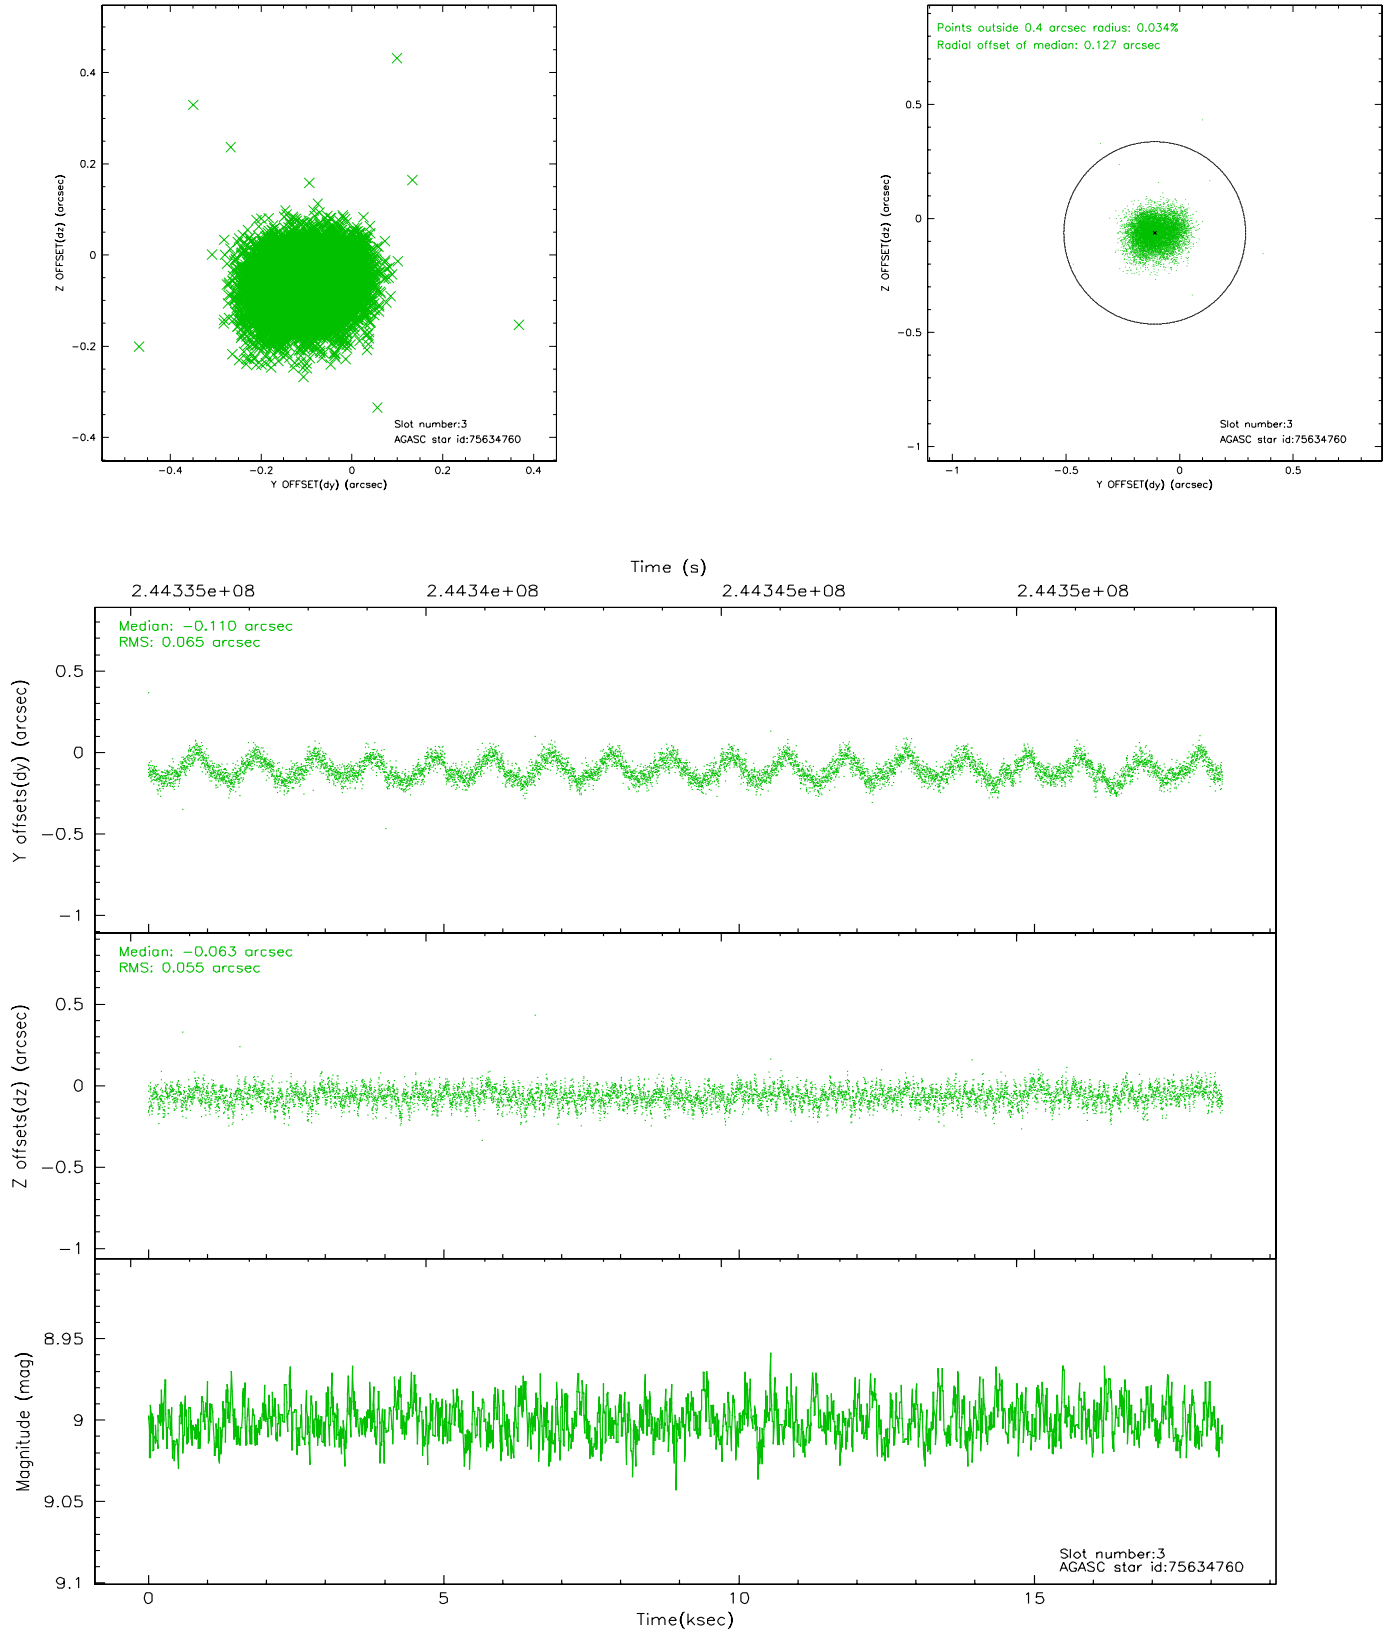 0.4
0.2
0
-0.2
-0.4
Z OFFSET(dz) (arcsec)
Slot number:3
AGASC star id:75634760
-0.4 -0.2 0 0.2 0.4
Y OFFSET(dy) (arcsec)
Points outside 0.4 arcsec radius: 0.034%
Radial offset of median: 0.127 arcsec
0.5
0
-0.5
-1
Z OFFSET(dz) (arcsec)
Slot number:3
AGASC star id:75634760
-1 -0.5 0 0.5
Y OFFSET(dy) (arcsec)
Time (s)
2.44335e+08 2.4434e+08 2.44345e+08 2.4435e+08
Median: -0.110 arcsec
RMS: 0.065 arcsec
0.5
0
-0.5
-1
Y offsets(dy) (arcsec)
Median: -0.063 arcsec
RMS: 0.055 arcsec
0.5
0
-0.5
-1
Z offsets(dz) (arcsec)
8.95
9
9.05
9.1
Magnitude (mag)
Slot number:3
AGASC star id:75634760
0 5 10 15
Time(ksec)